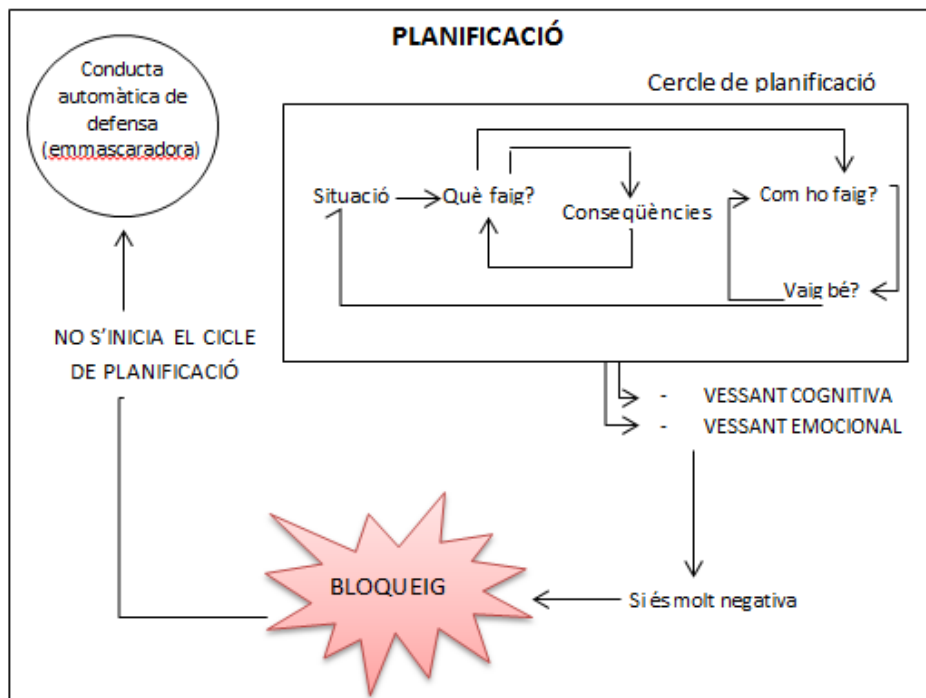 PLANIFICACIÓ
Conducta
automàtica de
defensa
(emmascaradora)
Cercle de planificació
Situació
Què faig?
Conseqüències
Com ho faig?
Vaig bé?
NO S'INICIA EL CICLE
DE PLANIFICACIÓ
- VESSANT COGNITIVA
- VESSANT EMOCIONAL
Si és molt negativa
BLOQUEIG